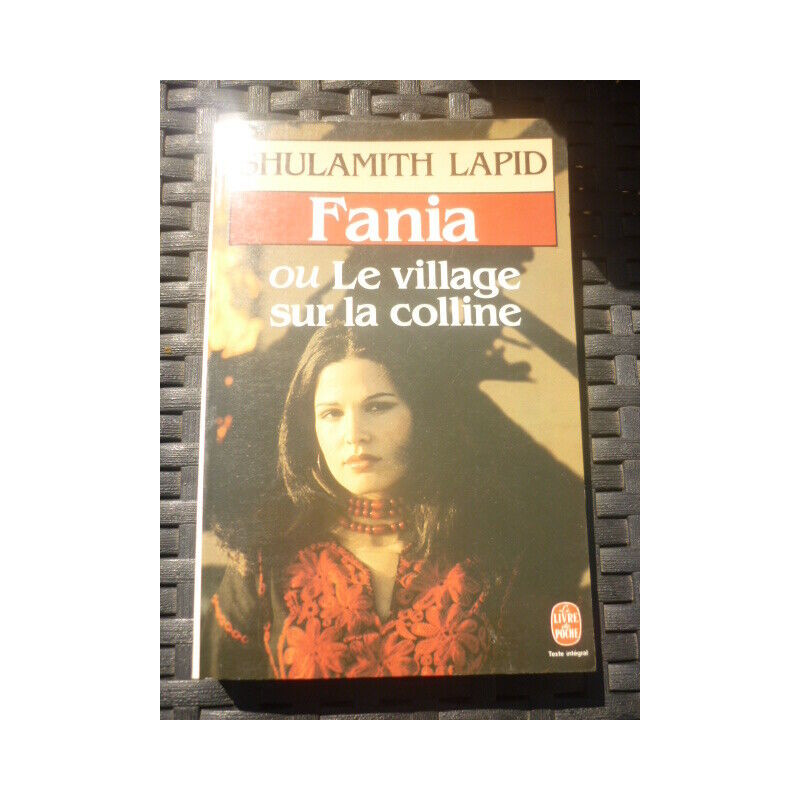 SHULAMITH LAPID
Fania
ou Le village
sur la colline
Le
LIVRE
de
POCHE
Texte intégral